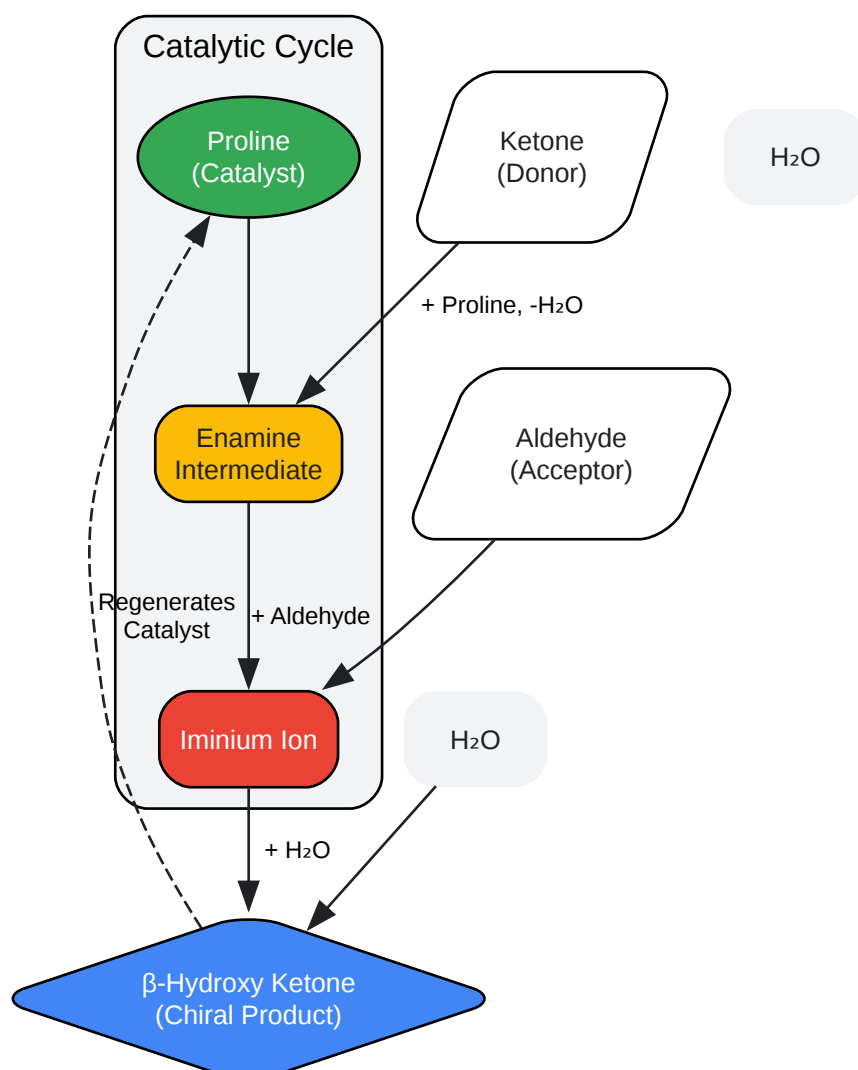 Catalytic Cycle
Proline
(Catalyst)
Ketone
(Donor)
H₂O
+ Proline, -H₂O
Enamine
Intermediate
Aldehyde
(Acceptor)
Regenerates
Catalyst
+ Aldehyde
Iminium Ion
H₂O
+ H₂O
β-Hydroxy Ketone
(Chiral Product)